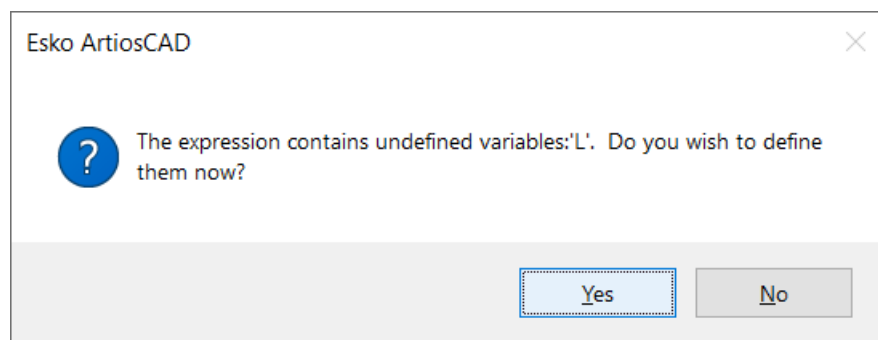 Esko ArtiosCAD
?
The expression contains undefined variables:'L'.  Do you wish to define
them now?
Yes
No